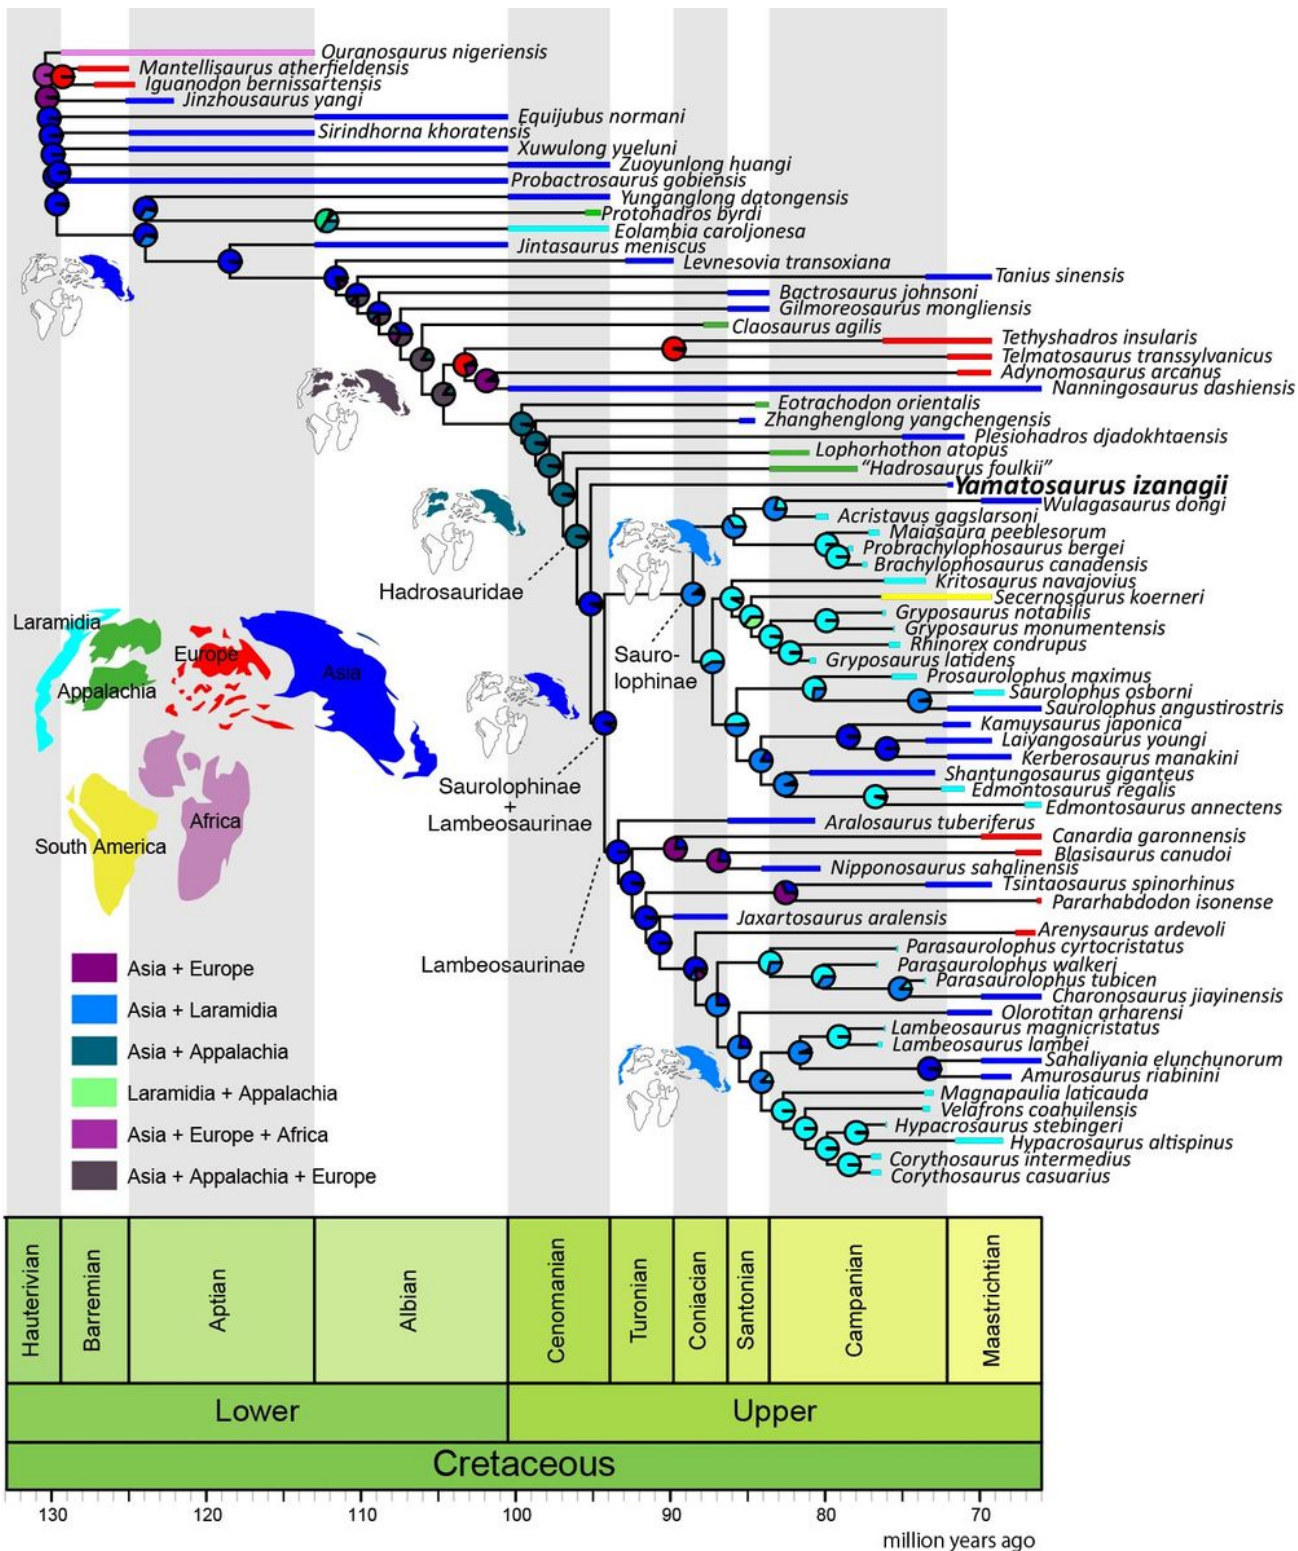 Ouranosaurus nigeriensis
Mantellisaurus atherfieldensis
Iguanodon bernissartensis
Jinzhousaurus yangi
Equijubus normani
Sirindhorna khoratensis
Xuwulong yueluni
Zuoyunlong huangi
Probactrosaurus gobiensis
Yunganglong datongensis
Protohadros byrdi
Eolambia caroljonesa
Jintasaurus meniscus
Levnesovia transoxiana
Tanius sinensis
Bactrosaurus johnsoni
Gilmoreosaurus mongliensis
Claosaurus agilis
Tethyshadros insularis
Telmatosaurus transsylvanicus
Adynomosaurus arcanus
Nanningosaurus dashiensis
Eotrachodon orientalis
Zhanghenglong yangchengensis
Plesiohadros djadokhtaensis
Lophorhothon atopus
"Hadrosaurus foulkii"
Yamatosaurus izanagii
Wulagasaurus dongi
Acristavus gagslarsoni
Maiasaura peeblesorum
Probrachylophosaurus bergei
Brachylophosaurus canadensis
Kritosaurus navajovius
Secernosaurus koerneri
Gryposaurus notabilis
Gryposaurus monumentensis
Rhinorex condrupus
Gryposaurus latidens
Prosaurolophus maximus
Saurolophus osborni
Saurolophus angustirostris
Kamuysaurus japonica
Laiyangosaurus youngi
Kerberosaurus manakini
Shantungosaurus giganteus
Edmontosaurus regalis
Edmontosaurus annectens
Aralosaurus tuberiferus
Canardia garonnensis
Blasisaurus canudoi
Nipponosaurus sahalinensis
Tsintaosaurus spinorhinus
Pararhabdodon isonense
Jaxartosaurus aralensis
Arenysaurus ardevoli
Parasaurolophus cyrtocristatus
Parasaurolophus walkeri
Parasaurolophus tubicen
Charonosaurus jiayinensis
Olorotitan arharensi
Lambeosaurus magnicristatus
Lambeosaurus lambei
Sahaliyania elunchunorum
Amurosaurus riabinini
Magnapaulia laticauda
Velafrons coahuilensis
Hypacrosaurus stebingeri
Hypacrosaurus altispinus
Corythosaurus intermedius
Corythosaurus casuarius
Hadrosauridae
Sauro-
lophinae
Saurolophinae
+
Lambeosaurinae
Lambeosaurinae
Laramidia
Appalachia
Europe
Asia
South America
Africa
Asia + Europe
Asia + Laramidia
Asia + Appalachia
Laramidia + Appalachia
Asia + Europe + Africa
Asia + Appalachia + Europe
Hauterivian
Barremian
Aptian
Albian
Cenomanian
Turonian
Coniacian
Santonian
Campanian
Maastrichtian
Lower
Upper
Cretaceous
130 120 110 100 90 80 70
million years ago